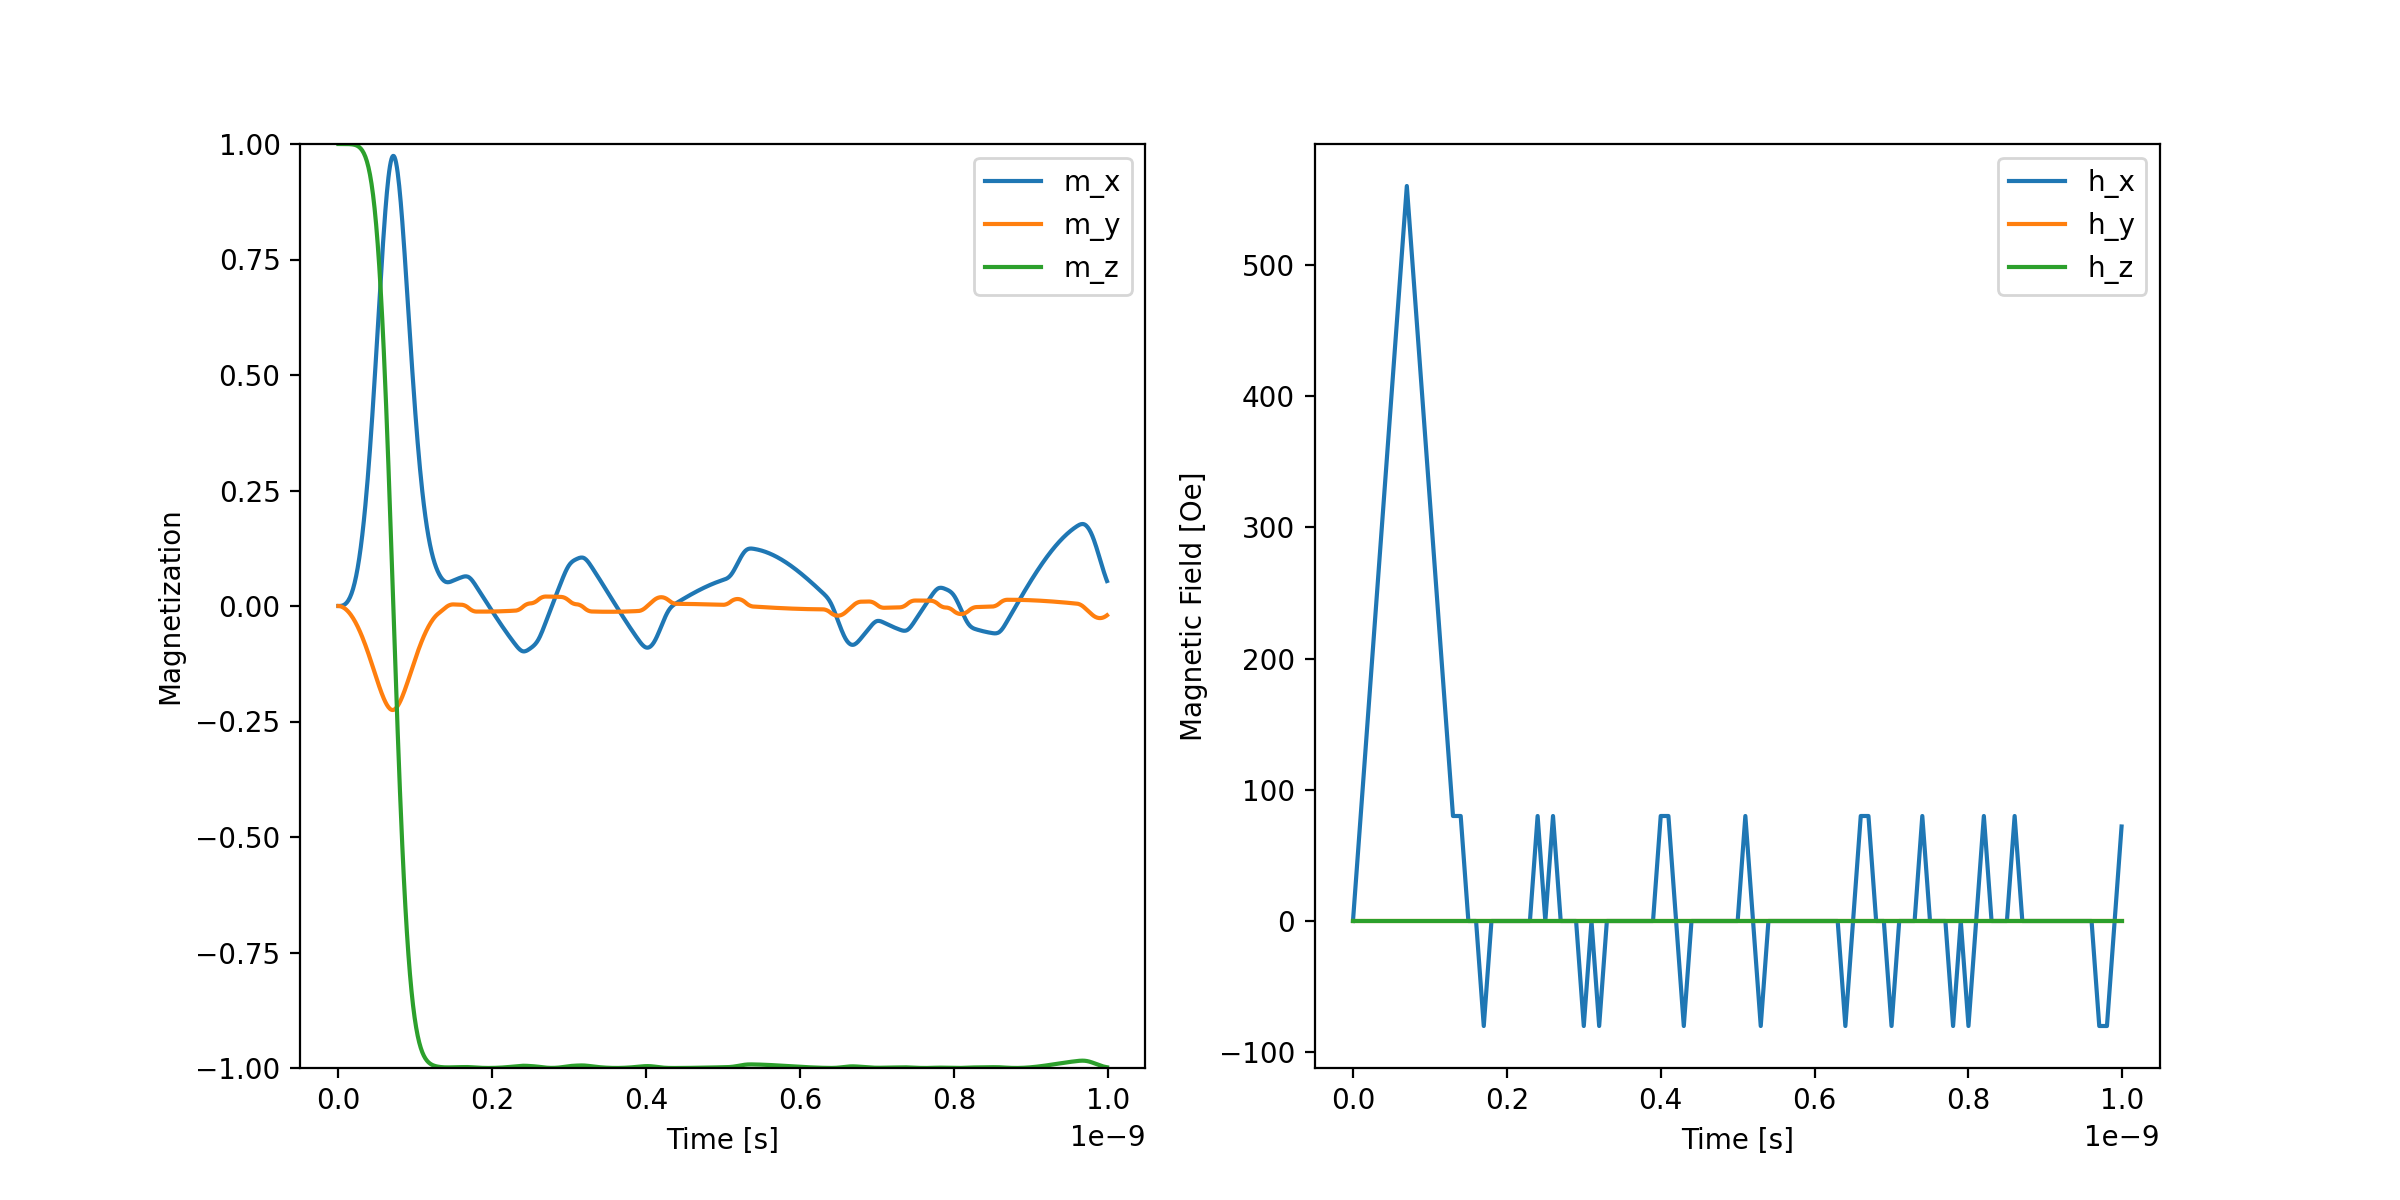 Magnetization
1.00
0.75
0.50
0.25
0.00
−0.25
−0.50
−0.75
−1.00
0.0 0.2 0.4 0.6 0.8 1.0
1e−9
Time [s]
m_x
m_y
m_z
Magnetic Field [Oe]
500
400
300
200
100
0
−100
0.0 0.2 0.4 0.6 0.8 1.0
1e−9
Time [s]
h_x
h_y
h_z